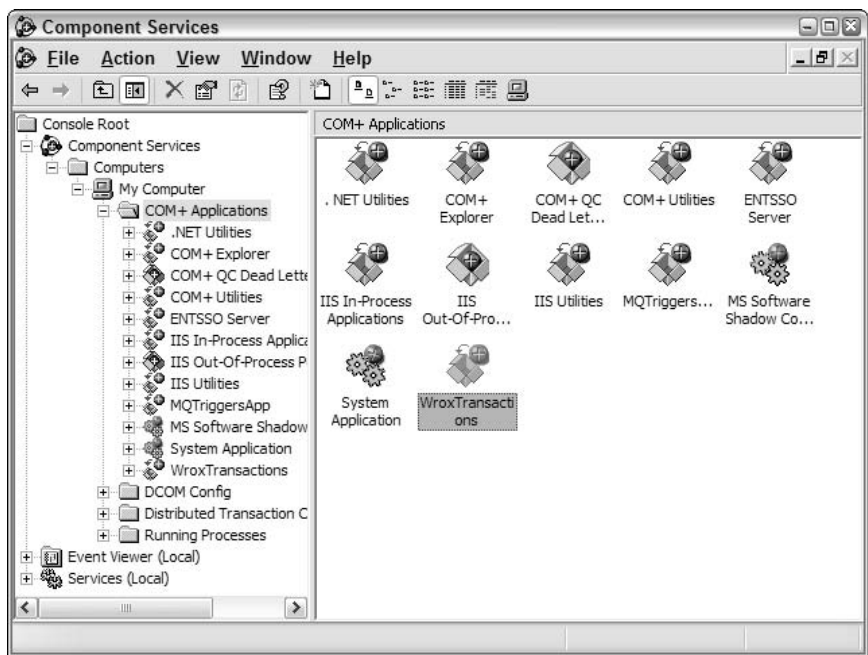 Component Services
File Action View Window Help
Console Root
Component Services
Computers
My Computer
COM+ Applications
.NET Utilities
COM+ Explorer
COM+ QC Dead Lette
COM+ Utilities
ENTSSO Server
IIS In-Process Applica
IIS Out-Of-Process P
IIS Utilities
MQTriggersApp
MS Software Shadow
System Application
WroxTransactions
DCOM Config
Distributed Transaction C
Running Processes
Event Viewer (Local)
Services (Local)
COM+ Applications
. NET Utilities
COM+
Explorer
COM+ QC
Dead Let...
COM+ Utilities
ENTSSO
Server
IIS In-Process
Applications
IIS
Out-Of-Pro...
IIS Utilities
MQTriggers...
MS Software
Shadow Co...
System
Application
WroxTransacti
ons